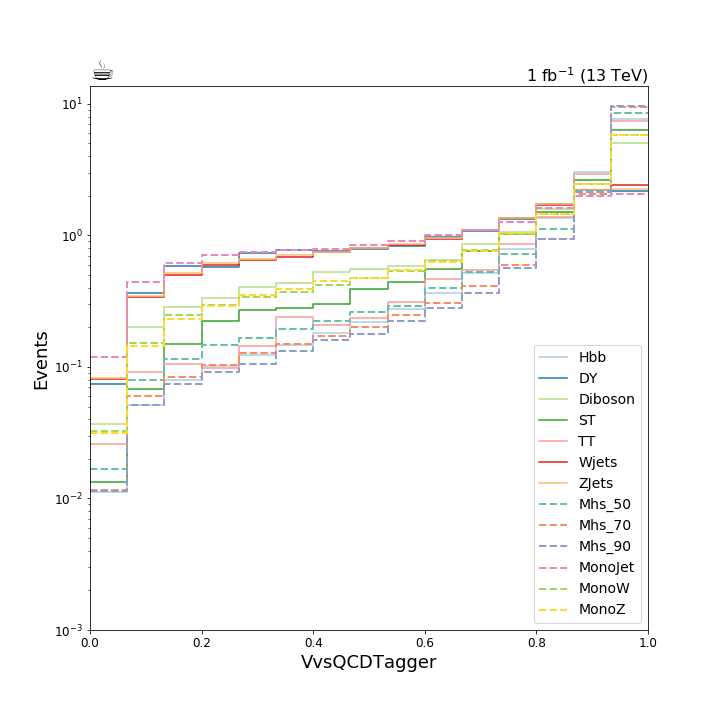 ☕
1 fb⁻¹ (13 TeV)
Events
10¹
10⁰
10⁻¹
10⁻²
10⁻³
0.0 0.2 0.4 0.6 0.8 1.0
VvsQCDTagger
Hbb
DY
Diboson
ST
TT
Wjets
ZJets
Mhs_50
Mhs_70
Mhs_90
MonoJet
MonoW
MonoZ